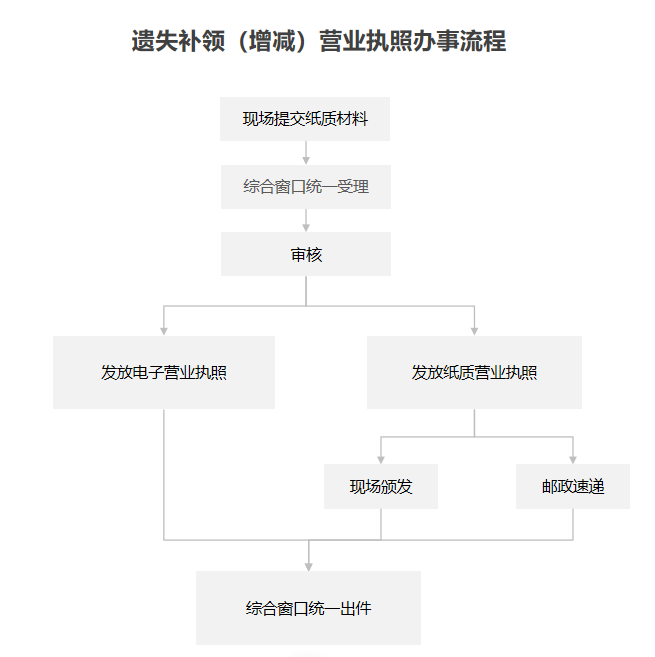 遗失补领（增减）营业执照办事流程
现场提交纸质材料
综合窗口统一受理
审核
发放电子营业执照
发放纸质营业执照
现场颁发
邮政速递
综合窗口统一出件